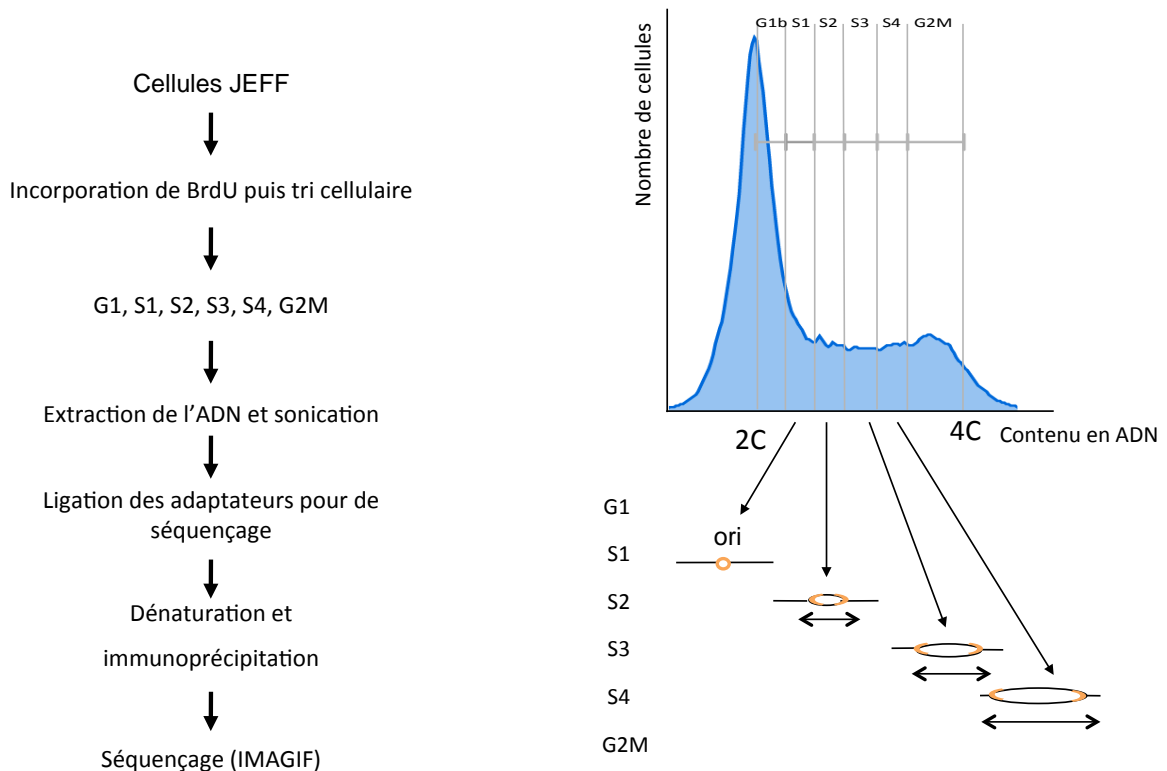 Cellules JEFF
Incorporation de BrdU puis tri cellulaire
G1, S1, S2, S3, S4, G2M
Extraction de l'ADN et sonication
Ligation des adaptateurs pour de
séquençage
Dénaturation et
immunoprécipitation
Séquençage (IMAGIF)
G1b S1 S2 S3 S4 G2M
Nombre de cellules
2C 4C Contenu en ADN
G1
ori
S1
S2
S3
S4
G2M